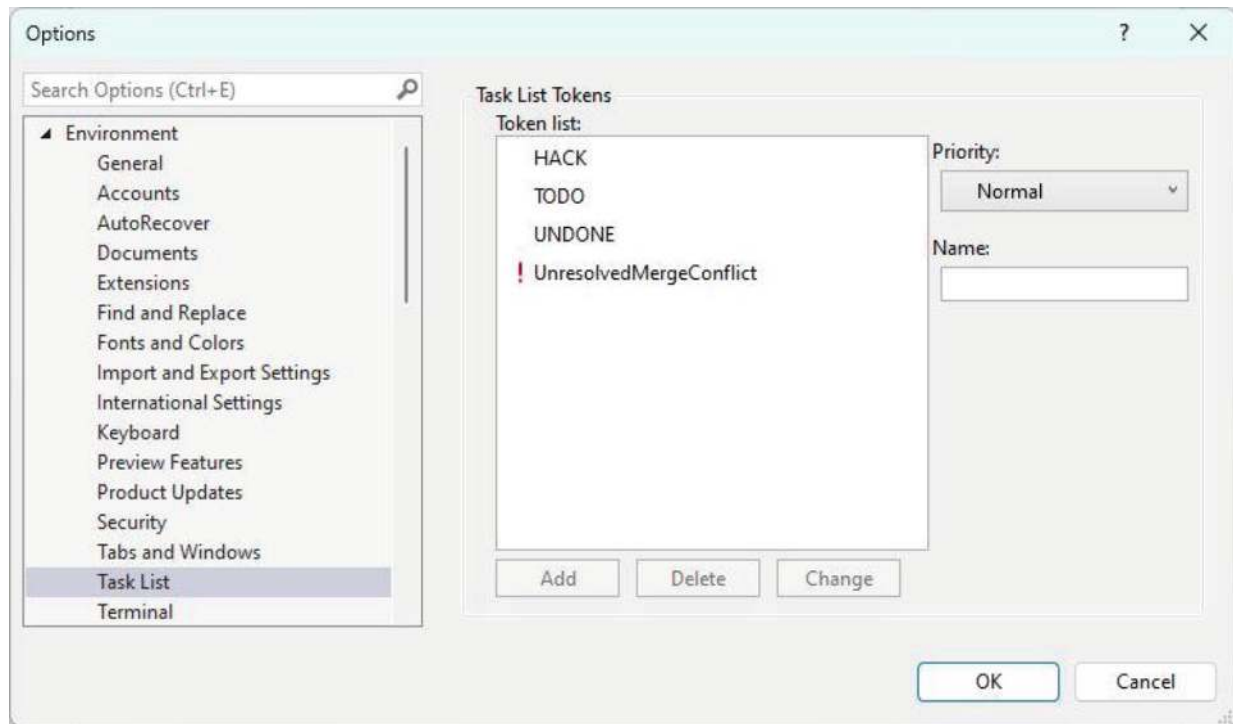 Options
?
Search Options (Ctrl+E)
Environment
General
Accounts
AutoRecover
Documents
Extensions
Find and Replace
Fonts and Colors
Import and Export Settings
International Settings
Keyboard
Preview Features
Product Updates
Security
Tabs and Windows
Task List
Terminal
Task List Tokens
Token list:
HACK
TODO
UNDONE
! UnresolvedMergeConflict
Priority:
Normal
Name:
Add Delete Change
OK Cancel